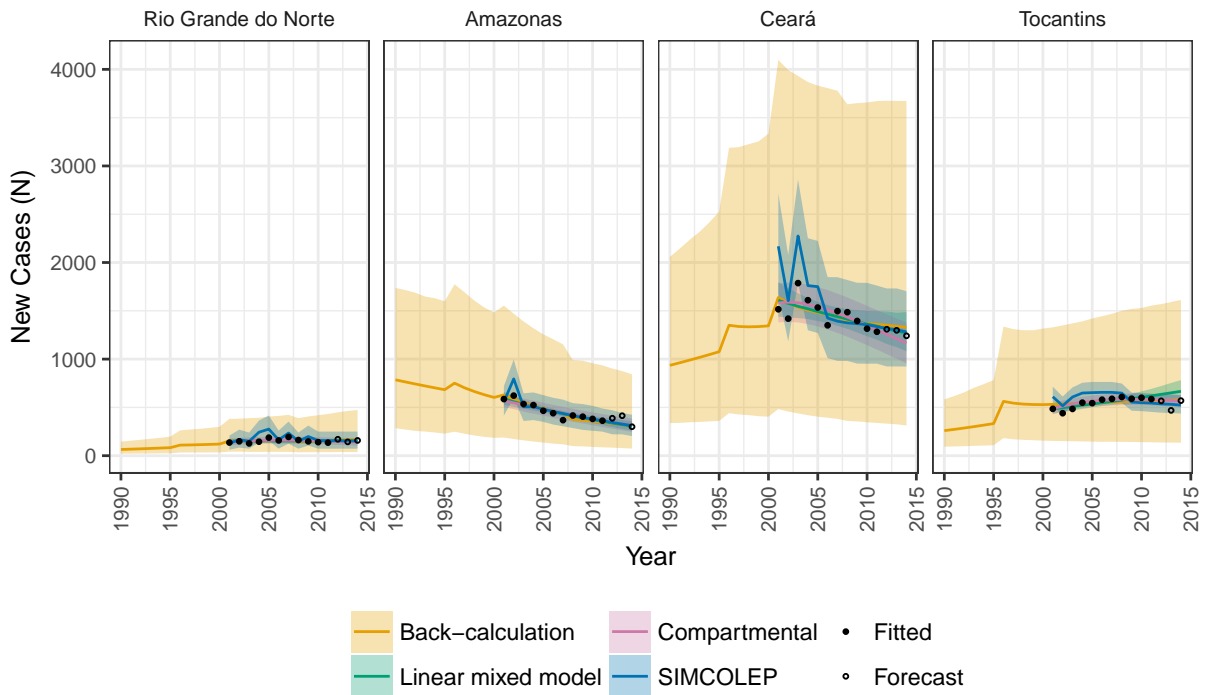 Rio Grande do Norte
Amazonas
Ceará
Tocantins
New Cases (N)
4000
3000
2000
1000
0
1990 1995 2000 2005 2010 2015
1990 1995 2000 2005 2010 2015
1990 1995 2000 2005 2010 2015
1990 1995 2000 2005 2010 2015
Year
Back−calculation
Compartmental
Fitted
Linear mixed model
SIMCOLEP
Forecast